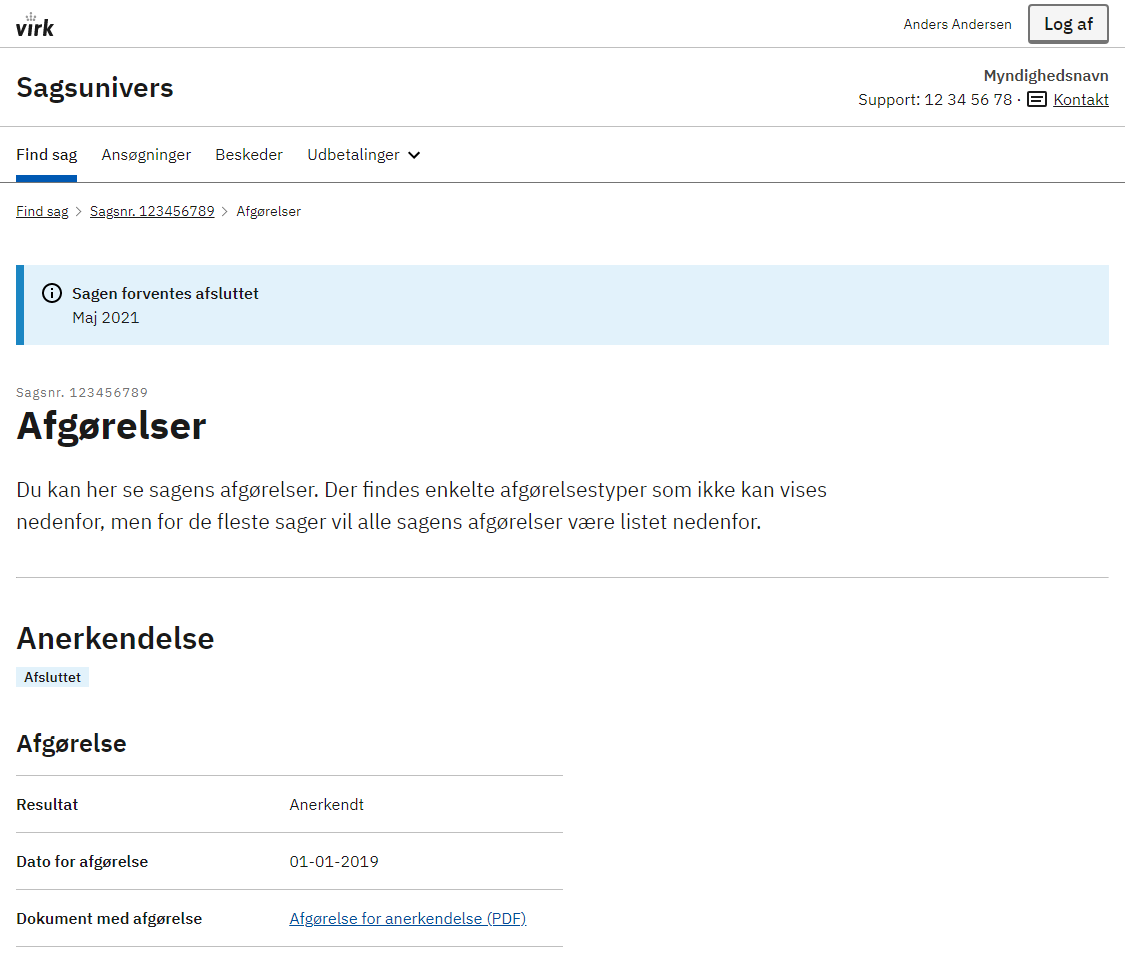 virk
Anders Andersen
Log af
Sagsunivers
Myndighedsnavn
Support: 12 34 56 78 · Kontakt
Find sag
Ansøgninger
Beskeder
Udbetalinger
Find sag > Sagsnr. 123456789 > Afgørelser
Sagen forventes afsluttet
Maj 2021
Sagsnr. 123456789
Afgørelser
Du kan her se sagens afgørelser. Der findes enkelte afgørelsestyper som ikke kan vises
nedenfor, men for de fleste sager vil alle sagens afgørelser være listet nedenfor.
Anerkendelse
Afsluttet
Afgørelse
Resultat Anerkendt
Dato for afgørelse 01-01-2019
Dokument med afgørelse Afgørelse for anerkendelse (PDF)